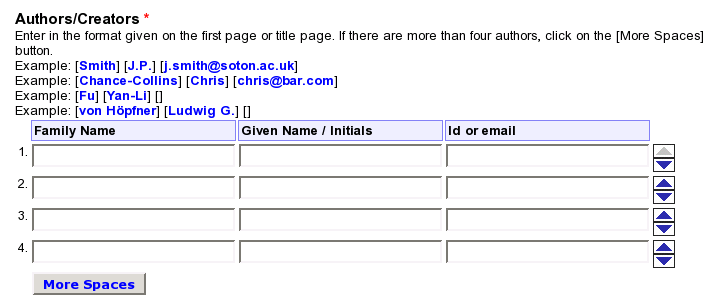 Authors/Creators *
Enter in the format given on the first page or title page. If there are more than four authors, click on the [More Spaces]
button.
Example: [Smith] [J.P.] [j.smith@soton.ac.uk]
Example: [Chance-Collins] [Chris] [chris@bar.com]
Example: [Fu] [Yan-Li] []
Example: [von Höpfner] [Ludwig G.] []
Family Name Given Name / Initials Id or email
1.
2.
3.
4.
More Spaces